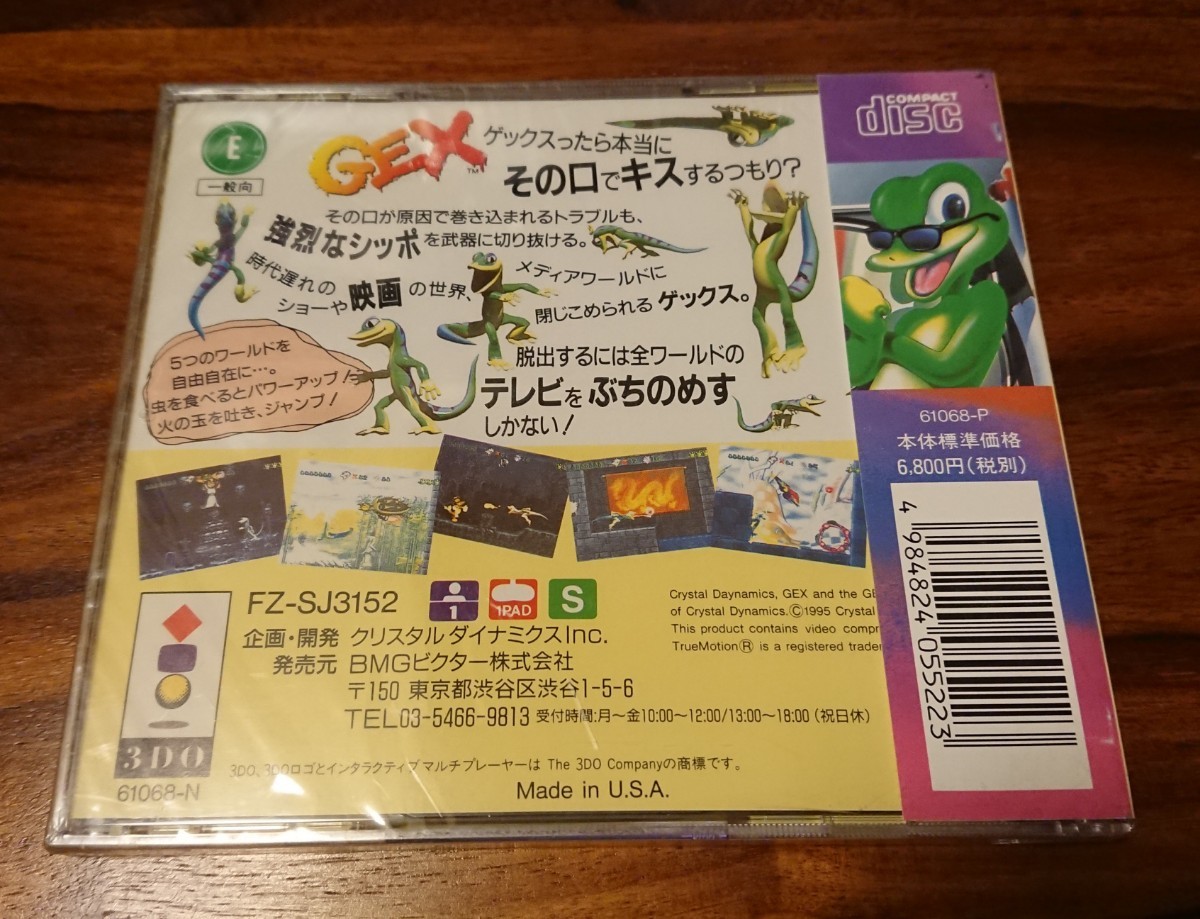 E
一般向
GEX™
ゲックスったら本当に
その口でキスするつもり?
その口が原因で巻き込まれるトラブルも、
強烈なシッポを武器に切り抜ける。
時代遅れの
ショーや映画の世界、
メディアワールドに
閉じこめられるゲックス。
5つのワールドを
自由自在に…。
虫を食べるとパワーアップ!
火の玉を吐き、ジャンプ!
脱出するには全ワールドの
テレビをぶちのめす
しかない!
COMPACT
disc
61068-P
本体標準価格
6,800円(税別)
4 984824 055223
FZ-SJ3152
1
1PAD
S
企画・開発 クリスタル ダイナミクスInc.
発売元 BMGビクター株式会社
〒150 東京都渋谷区渋谷1-5-6
TEL03-5466-9813 受付時間:月〜金10:00〜12:00/13:00〜18:00(祝日休)
Crystal Daynamics, GEX and the GE
of Crystal Dynamics.Ⓒ1995 Crystal
This product contains video compr
TrueMotionⓇ is a registered trader
3DO
61068-N
3DO、3DOロゴとインタラクティブ マルチプレーヤーは The 3DO Companyの商標です。
Made in U.S.A.